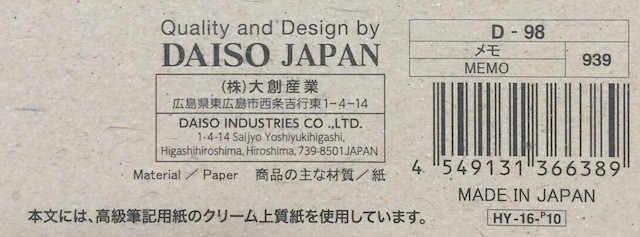 Quality and Design by
DAISO JAPAN
(株)大創産業
広島県東広島市西条吉行東1-4-14
DAISO INDUSTRIES CO .,LTD.
1-4-14 Saijyo Yoshiyukihigashi,
Higashihiroshima, Hiroshima, 739-8501JAPAN
Material / Paper 商品の主な材質/紙
本文には、高級筆記用紙のクリーム上質紙を使用しています。
D - 98
メモ
MEMO
939
4 549131 366389
MADE IN JAPAN
HY-16-P10